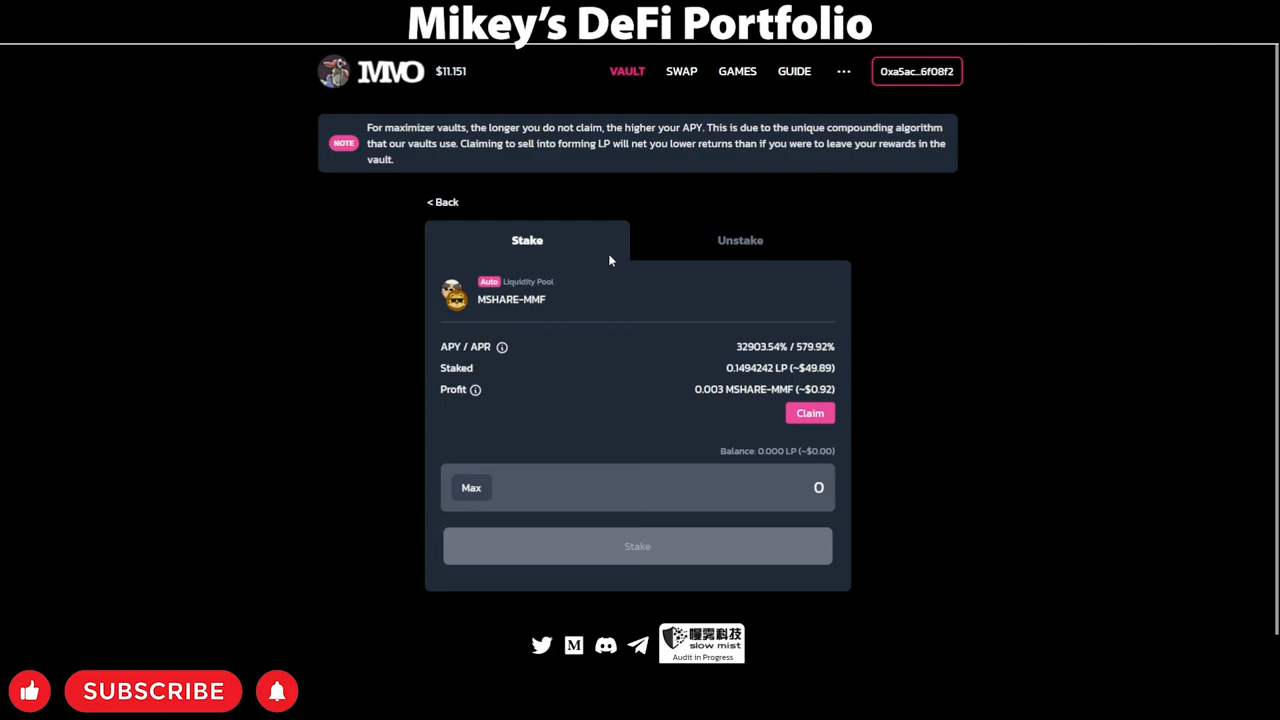 Mikey's DeFi Portfolio
MVO $11.151 VAULT SWAP GAMES GUIDE ··· 0xa5ac...6f08f2
For maximizer vaults, the longer you do not claim, the higher your APY. This is due to the unique compounding algorithm
NOTE that our vaults use. Claiming to sell into forming LP will net you lower returns than if you were to leave your rewards in the
vault.
< Back
Stake Unstake
Auto Liquidity Pool
MSHARE-MMF
APY / APR 32903.54% / 579.92%
Staked 0.1494242 LP (~$49.89)
Profit 0.003 MSHARE-MMF (~$0.92)
Claim
Balance: 0.000 LP (~$0.00)
Max 0
Stake
慢雾科技
slow mist
Audit in Progress
SUBSCRIBE